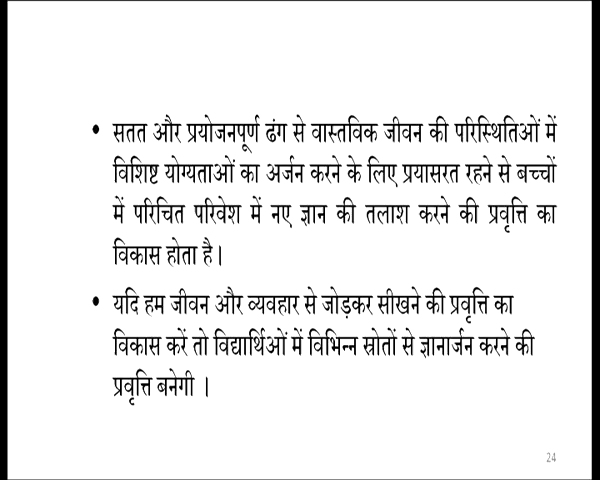 • सतत और प्रयोजनपूर्ण ढंग से वास्तविक जीवन की परिस्थितिओं में
विशिष्ट योग्यताओं का अर्जन करने के लिए प्रयासरत रहने से बच्चों
में परिचित परिवेश में नए ज्ञान की तलाश करने की प्रवृत्ति का
विकास होता है।
• यदि हम जीवन और व्यवहार से जोड़कर सीखने की प्रवृत्ति का
विकास करें तो विद्यार्थिओं में विभिन्न स्रोतों से ज्ञानार्जन करने की
प्रवृत्ति बनेगी ।
24